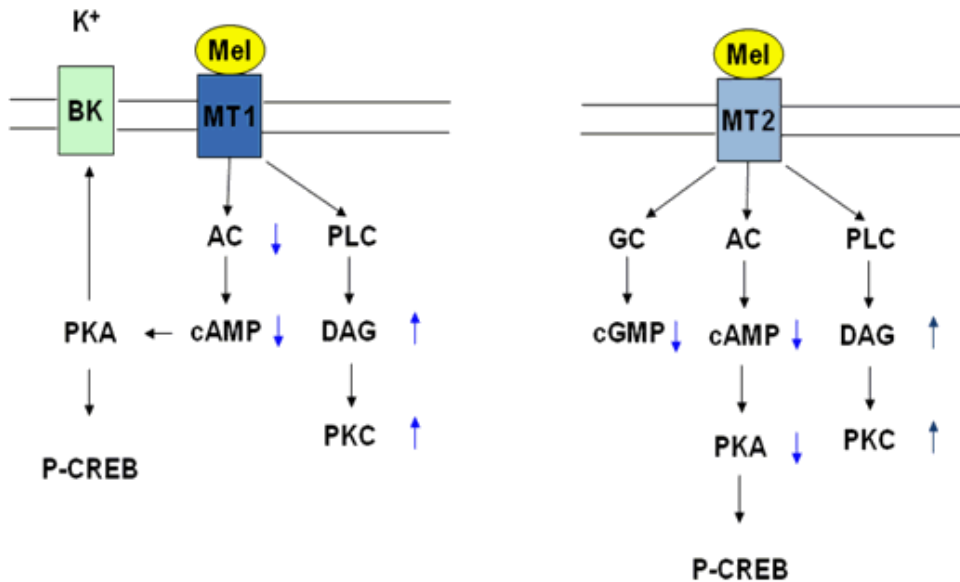 K+
Mel
BK
MT1
AC
PLC
PKA
cAMP
DAG
PKC
P-CREB
Mel
MT2
GC
AC
PLC
cGMP
cAMP
DAG
PKA
PKC
P-CREB